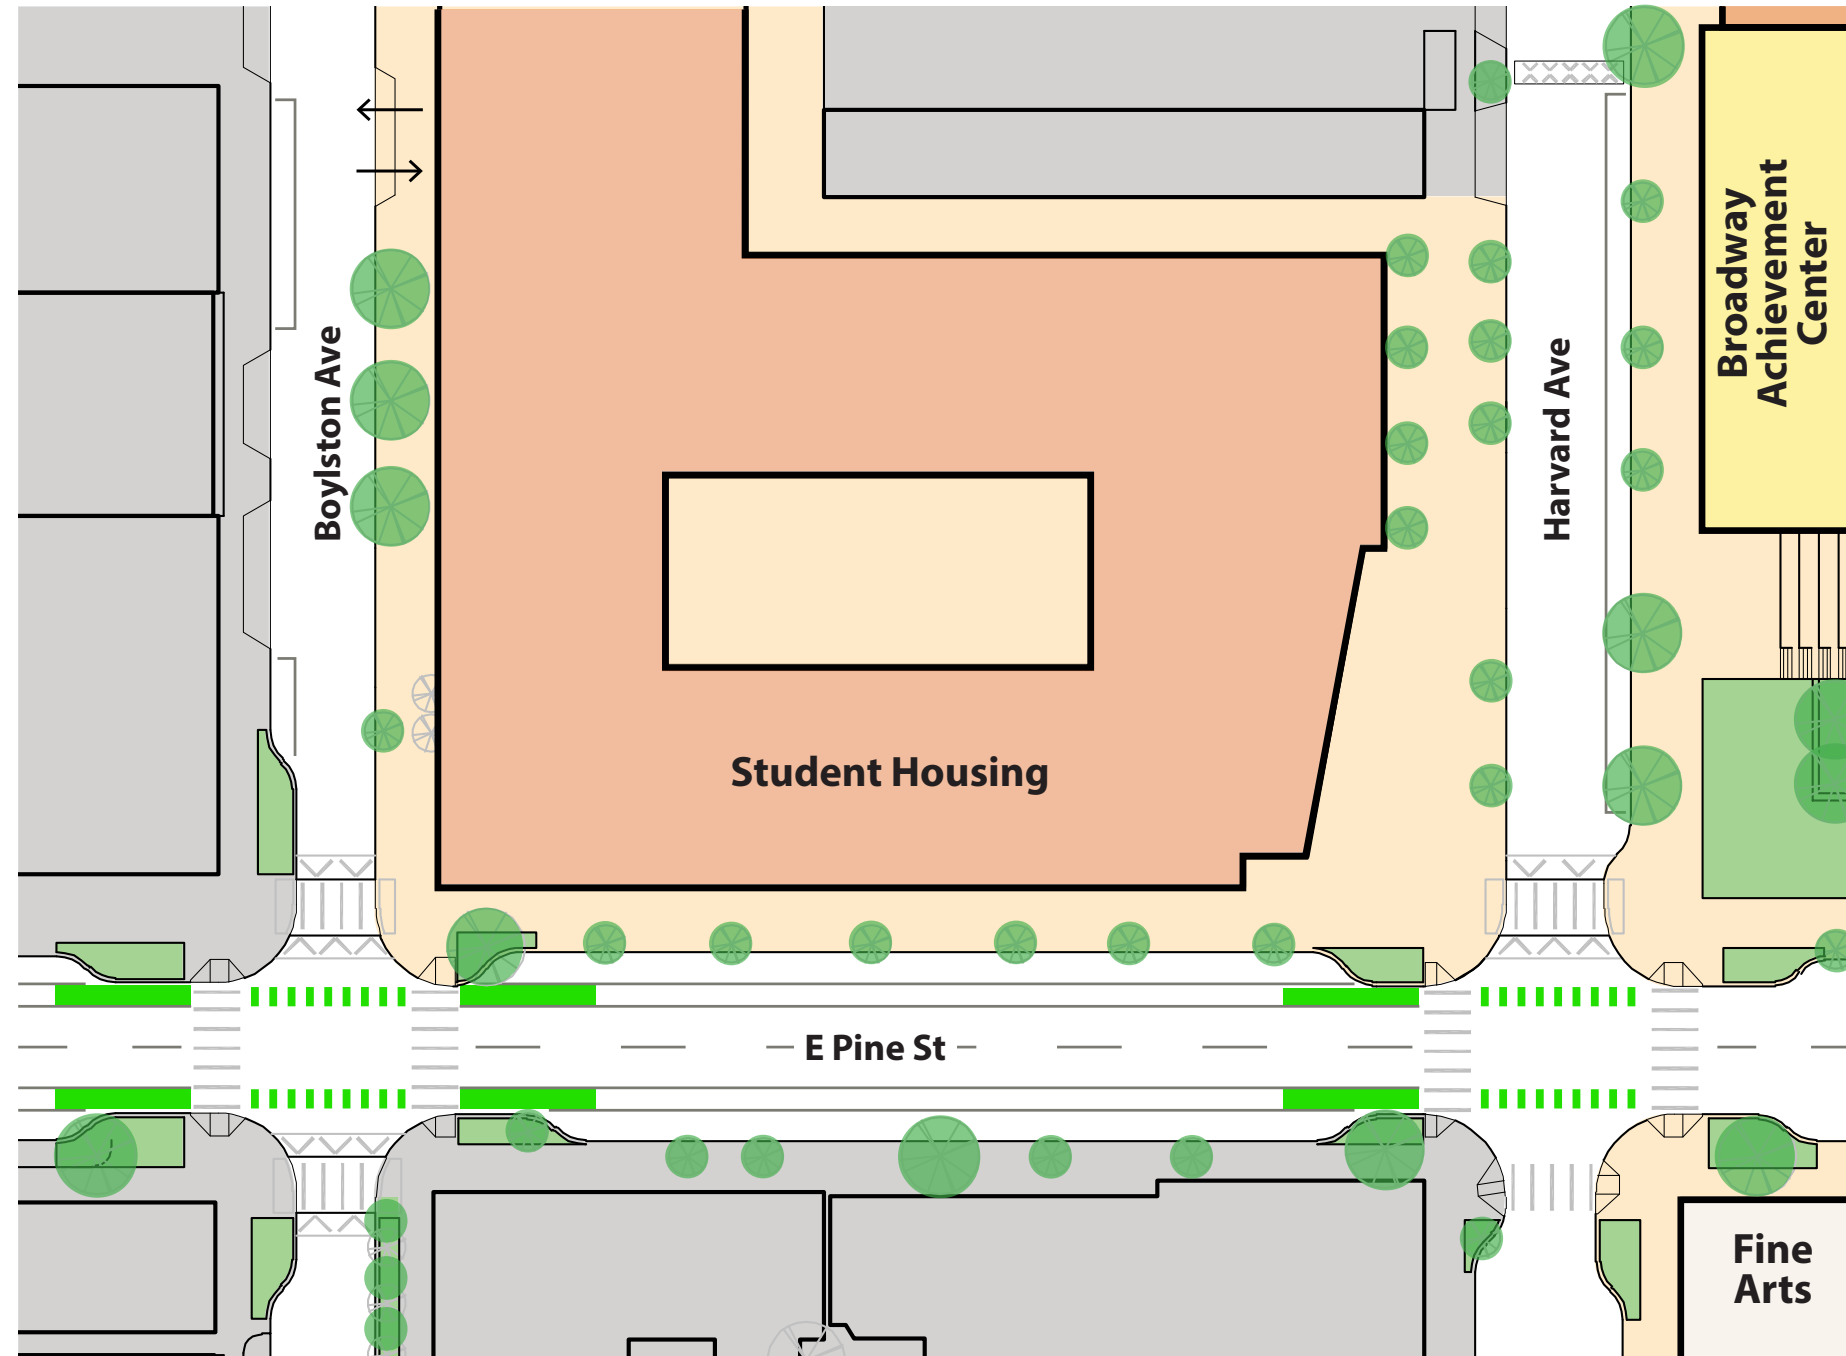 Boylston Ave
Harvard Ave
Broadway
Achievement
Center
Student Housing
E Pine St
Fine
Arts